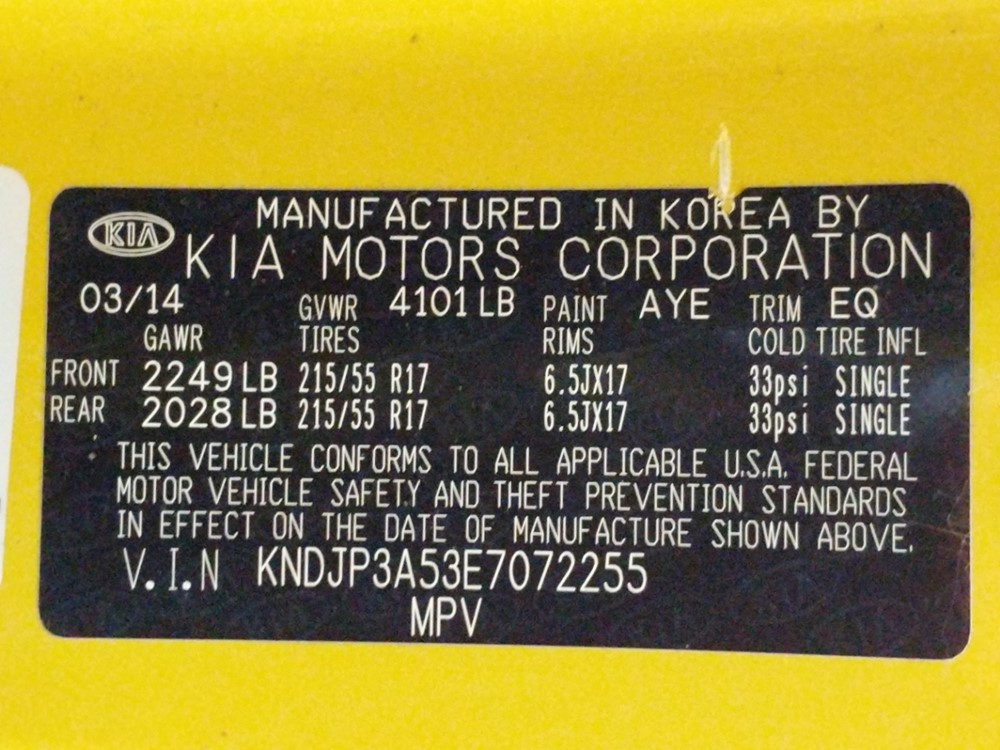 KIA MANUFACTURED IN KOREA BY
KIA MOTORS CORPORATION
03/14 GVWR 4101 LB PAINT AYE TRIM EQ
GAWR TIRES RIMS COLD TIRE INFL
FRONT 2249 LB 215/55 R17 6.5JX17 33psi SINGLE
REAR 2028 LB 215/55 R17 6.5JX17 33psi SINGLE
THIS VEHICLE CONFORMS TO ALL APPLICABLE U.S.A. FEDERAL
MOTOR VEHICLE SAFETY AND THEFT PREVENTION STANDARDS
IN EFFECT ON THE DATE OF MANUFACTURE SHOWN ABOVE.
V.I.N KNDJP3A53E7072255
MPV